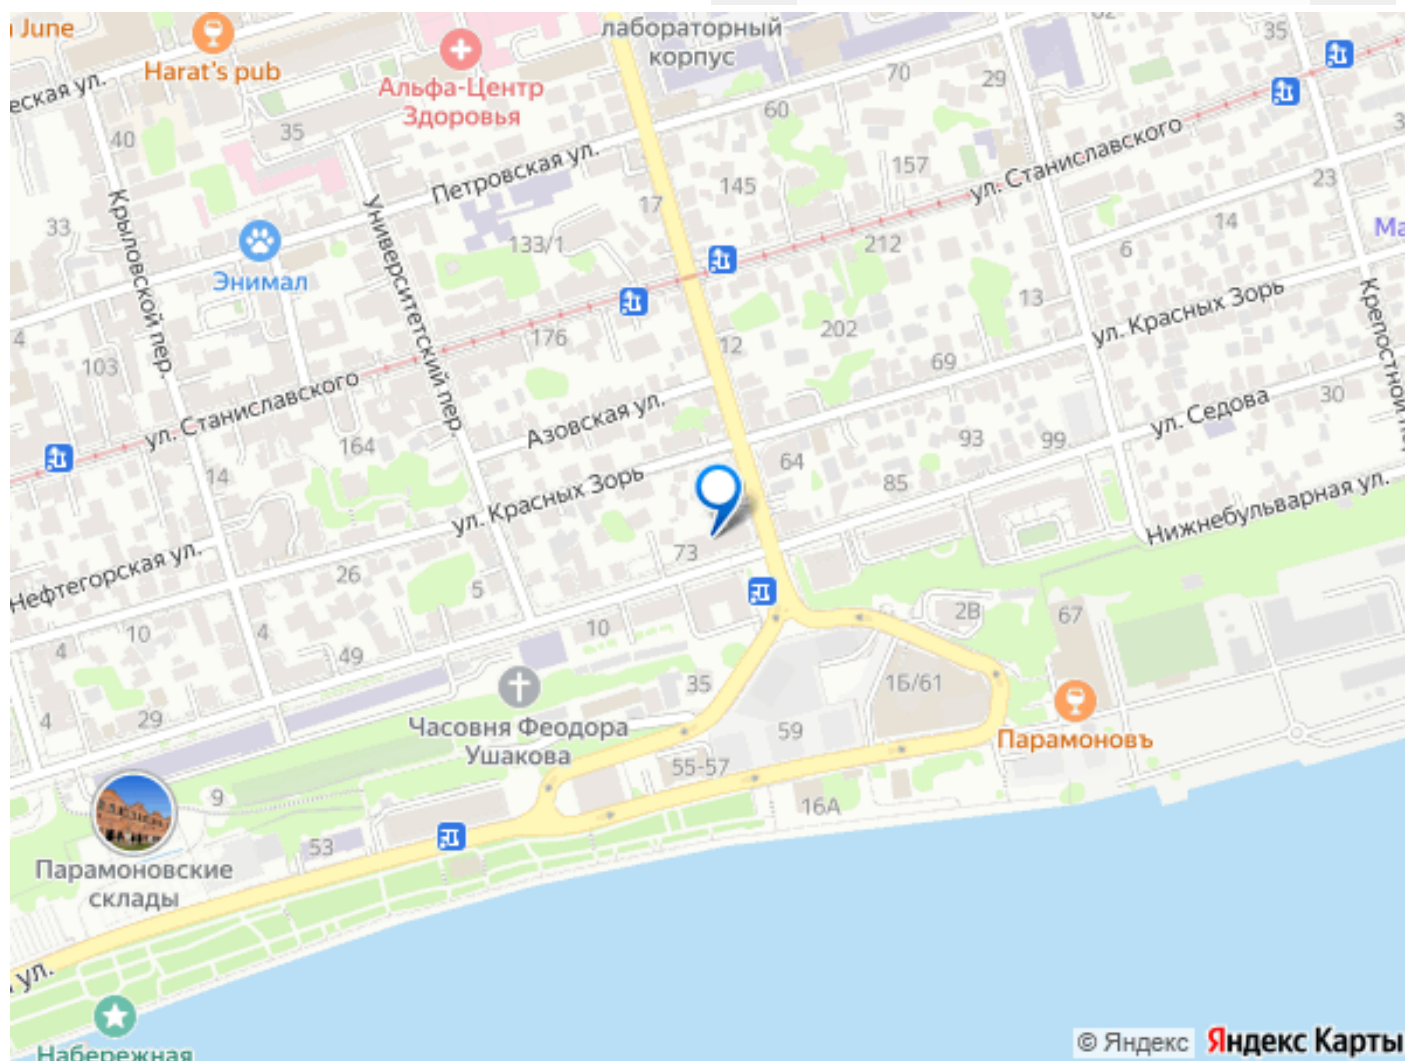 June
Harat's pub
лабораторный
корпус
Альфа-Центр
Здоровья
35
70
29
60
еская ул.
40
35
Петровская ул.
ул. Станиславского
157
145
17
23
14
6
33
Крыловской пер.
Университетский пер.
133/1
212
Энимал
13
ул. Красных Зорь
Крепостной
4
103
176
12
202
69
30
ул. Станиславского
Азовская ул.
ул. Седова
164
93
99
14
64
85
ул. Красных Зорь
Нижнебульварная ул.
73
Нефтегорская ул.
26
5
2В
67
10
4
10
4
49
35
1Б/61
4
29
Часовня Феодора
Ушакова
59
Парамоновъ
55-57
9
16А
53
Парамоновские
склады
ул.
Набережная
© Яндекс
Яндекс Карты